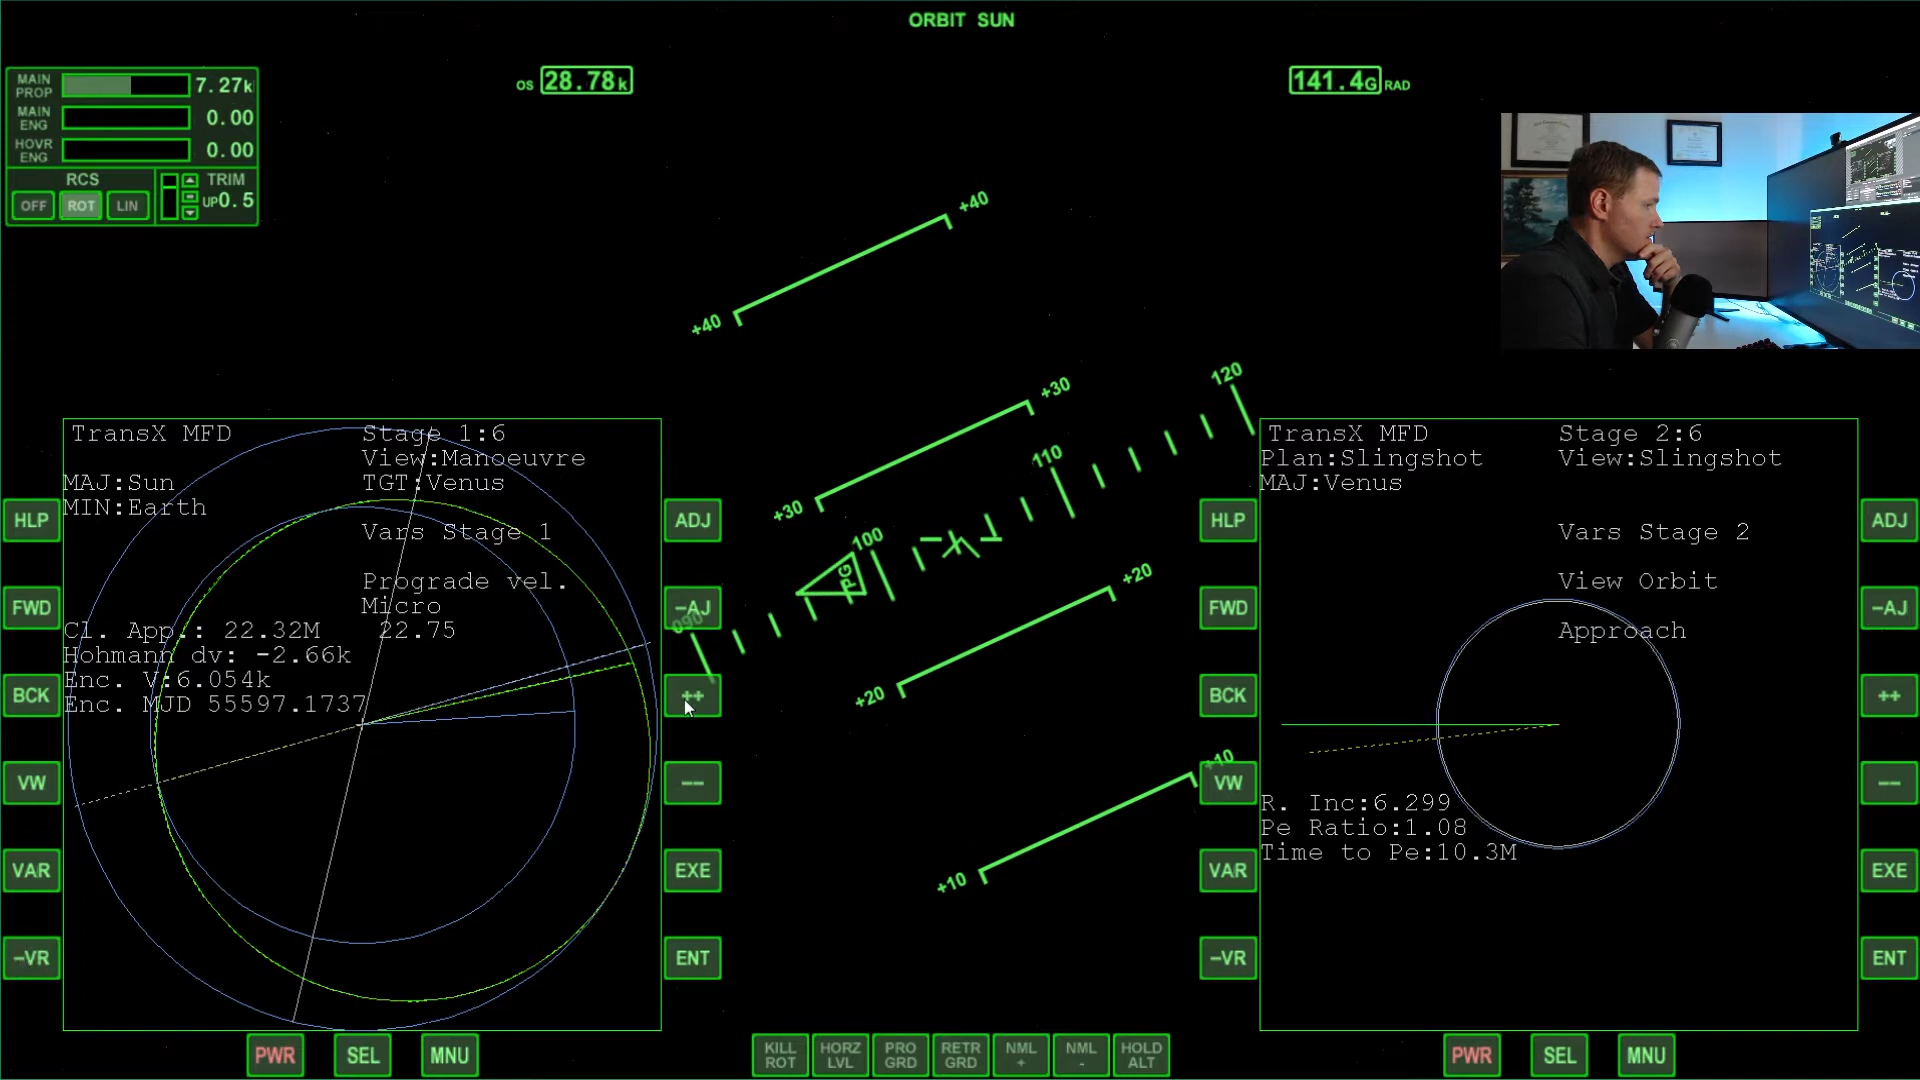 ORBIT SUN
MAIN PROP 7.27k
MAIN ENG 0.00
HOVR ENG 0.00
RCS
OFF ROT LIN
TRIM
UP0.5
OS 28.78k
141.4G RAD
+40 +40
+30 +30
+20 +20
+10 +10
090 100 110 120
PG
TransX MFD Stage 1:6
View:Manoeuvre
MAJ:Sun TGT:Venus
MIN:Earth
Vars Stage 1
Prograde vel.
Micro
Cl. App.: 22.32M 22.75
Hohmann dv: -2.66k
Enc. V:6.054k
Enc. MJD 55597.1737
HLP
FWD
BCK
VW
VAR
-VR
ADJ
-AJ
++
--
EXE
ENT
PWR SEL MNU
KILL ROT
HORZ LVL
PRO GRD
RETR GRD
NML +
NML -
HOLD ALT
TransX MFD Stage 2:6
Plan:Slingshot View:Slingshot
MAJ:Venus
Vars Stage 2
View Orbit
Approach
R. Inc:6.299
Pe Ratio:1.08
Time to Pe:10.3M
HLP
FWD
BCK
VW
VAR
-VR
ADJ
-AJ
++
--
EXE
ENT
PWR SEL MNU